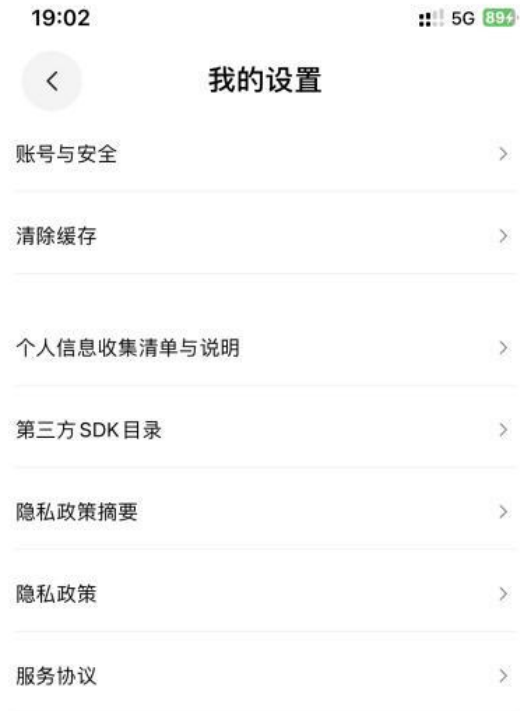 19:02 5G 89
我的设置
账号与安全
清除缓存
个人信息收集清单与说明
第三方SDK目录
隐私政策摘要
隐私政策
服务协议